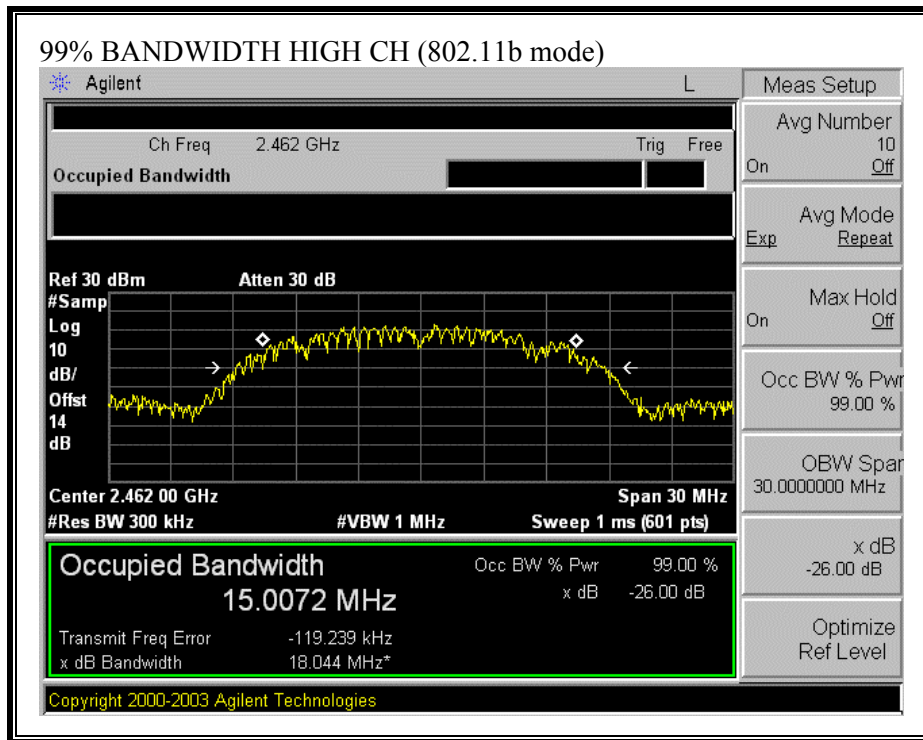 99% BANDWIDTH HIGH CH (802.11b mode)
Agilent L
Meas Setup
Ch Freq 2.462 GHz Trig Free
Occupied Bandwidth
Avg Number
10
On Off
Avg Mode
Exp Repeat
Max Hold
On Off
Occ BW % Pwr
99.00 %
OBW Span
30.0000000 MHz
x dB
-26.00 dB
Optimize
Ref Level
Ref 30 dBm Atten 30 dB
#Samp
Log
10
dB/
Offst
14
dB
Center 2.462 00 GHz Span 30 MHz
#Res BW 300 kHz #VBW 1 MHz Sweep 1 ms (601 pts)
Occupied Bandwidth
15.0072 MHz
Occ BW % Pwr 99.00 %
x dB -26.00 dB
Transmit Freq Error -119.239 kHz
x dB Bandwidth 18.044 MHz*
Copyright 2000-2003 Agilent Technologies